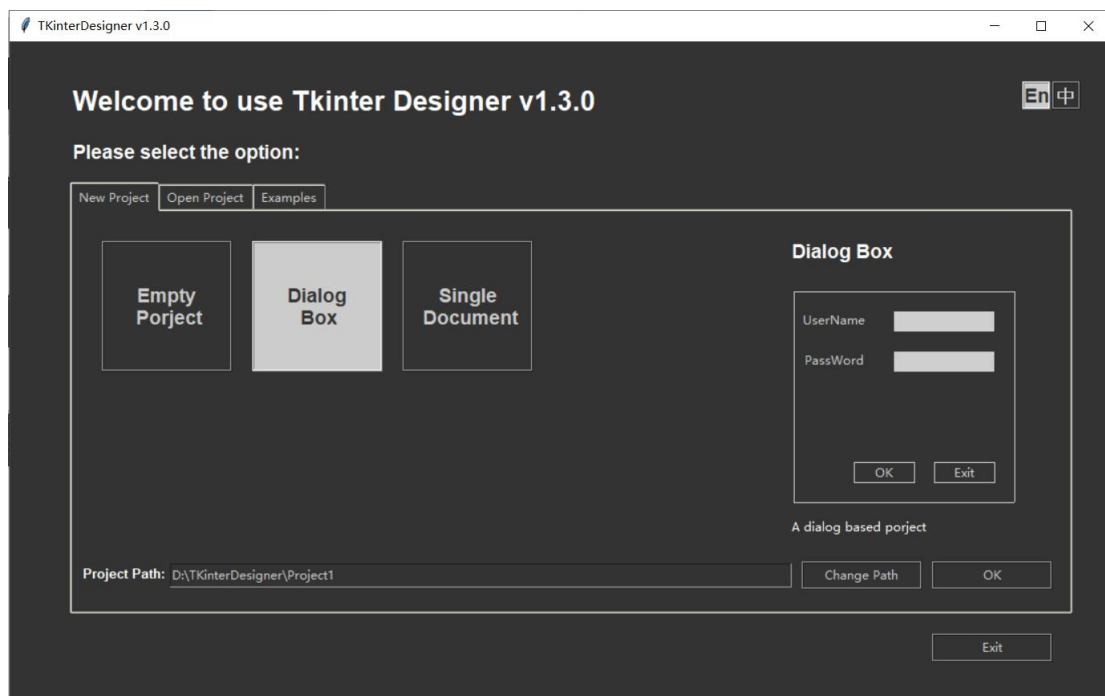 TKinterDesigner v1.3.0
Welcome to use Tkinter Designer v1.3.0
En 中
Please select the option:
New Project Open Project Examples
Empty
Porject
Dialog
Box
Single
Document
Dialog Box
UserName
PassWord
OK Exit
A dialog based porject
Project Path: D:\TKinterDesigner\Project1 Change Path OK
Exit